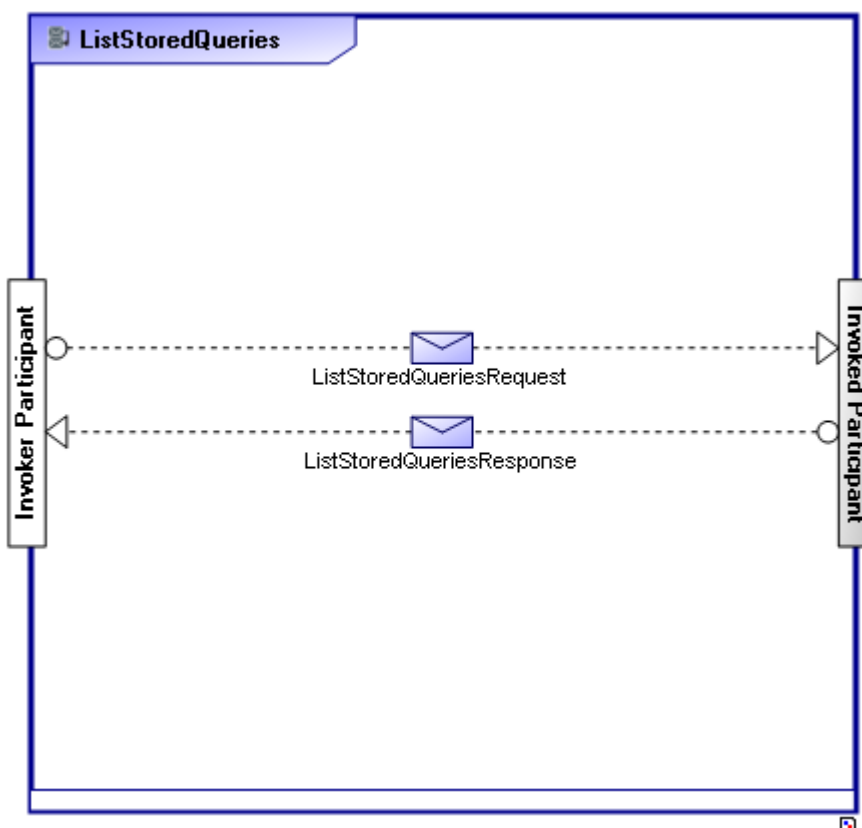 ListStoredQueries
Invoker Participant
ListStoredQueriesRequest
ListStoredQueriesResponse
Invoked Participant